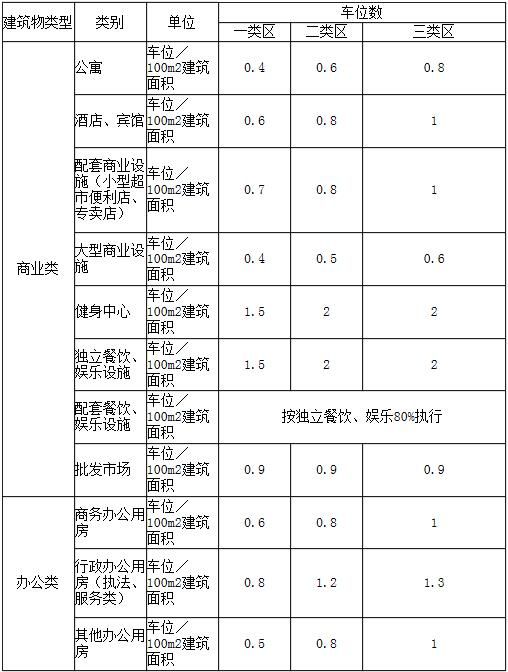 建筑物类型
类别
单位
车位数
一类区
二类区
三类区
商业类
公寓
车位／
100m2建筑
面积
0.4
0.6
0.8
酒店、宾馆
车位／
100m2建筑
面积
0.6
0.8
1
配套商业设
施（小型超
市便利店、
专卖店）
车位／
100m2建筑
面积
0.7
0.8
1
大型商业设
施
车位／
100m2建筑
面积
0.4
0.5
0.6
健身中心
车位／
100m2建筑
面积
1.5
2
2
独立餐饮、
娱乐设施
车位／
100m2建筑
面积
1.5
2
2
配套餐饮、
娱乐设施
车位／
100m2建筑
面积
按独立餐饮、娱乐80%执行
批发市场
车位／
100m2建筑
面积
0.9
0.9
0.9
办公类
商务办公用
房
车位／
100m2建筑
面积
0.6
0.8
1
行政办公用
房（执法、
服务类）
车位／
100m2建筑
面积
0.8
1.2
1.3
其他办公用
房
车位／
100m2建筑
面积
0.5
0.8
1